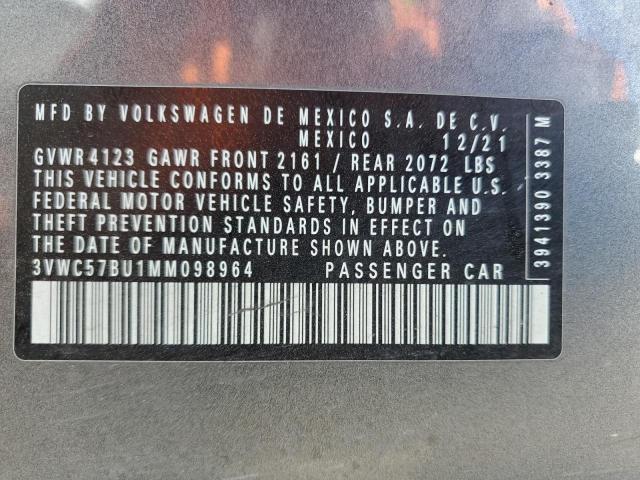 MFD BY VOLKSWAGEN DE MEXICO S.A. DE C.V.
MEXICO 12/21
GVWR 4123 GAWR FRONT 2161 / REAR 2072 LBS
THIS VEHICLE CONFORMS TO ALL APPLICABLE U.S.
FEDERAL MOTOR VEHICLE SAFETY, BUMPER AND
THEFT PREVENTION STANDARDS IN EFFECT ON
THE DATE OF MANUFACTURE SHOWN ABOVE.
3VWC57BU1MM098964 PASSENGER CAR
3941390 3387 M